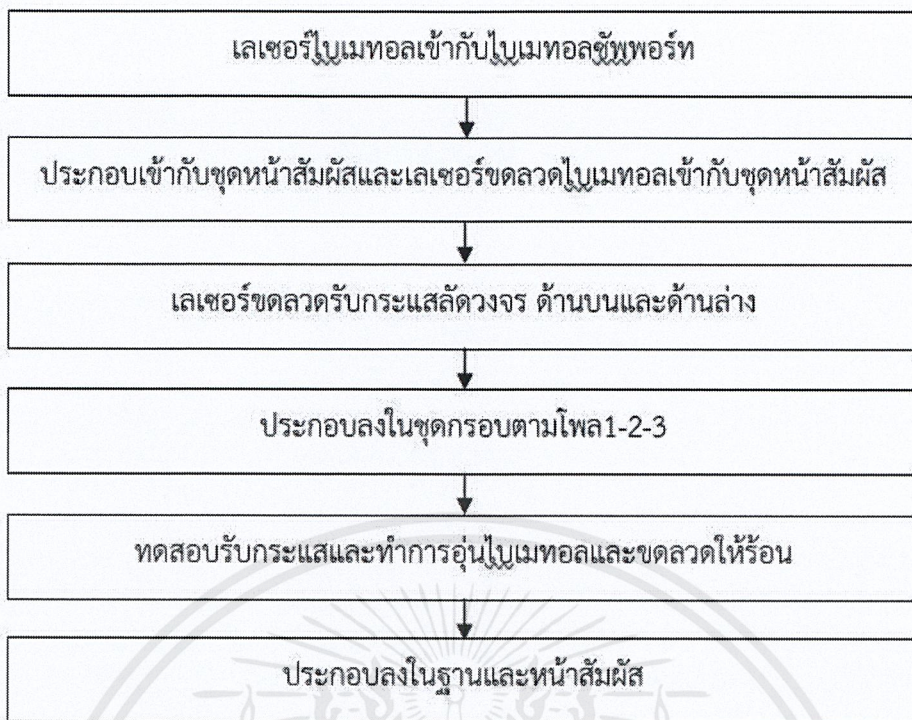 เลเซอร์ไบเมทอลเข้ากับไบเมทอลซัพพอร์ท
ประกอบเข้ากับชุดหน้าสัมผัสและเลเซอร์ขดลวดไบเมทอลเข้ากับชุดหน้าสัมผัส
เลเซอร์ขดลวดรับกระแสลัดวงจร ด้านบนและด้านล่าง
ประกอบลงในชุดกรอบตามโพล1-2-3
ทดสอบรับกระแสและทำการอุ่นไบเมทอลและขดลวดให้ร้อน
ประกอบลงในฐานและหน้าสัมผัส